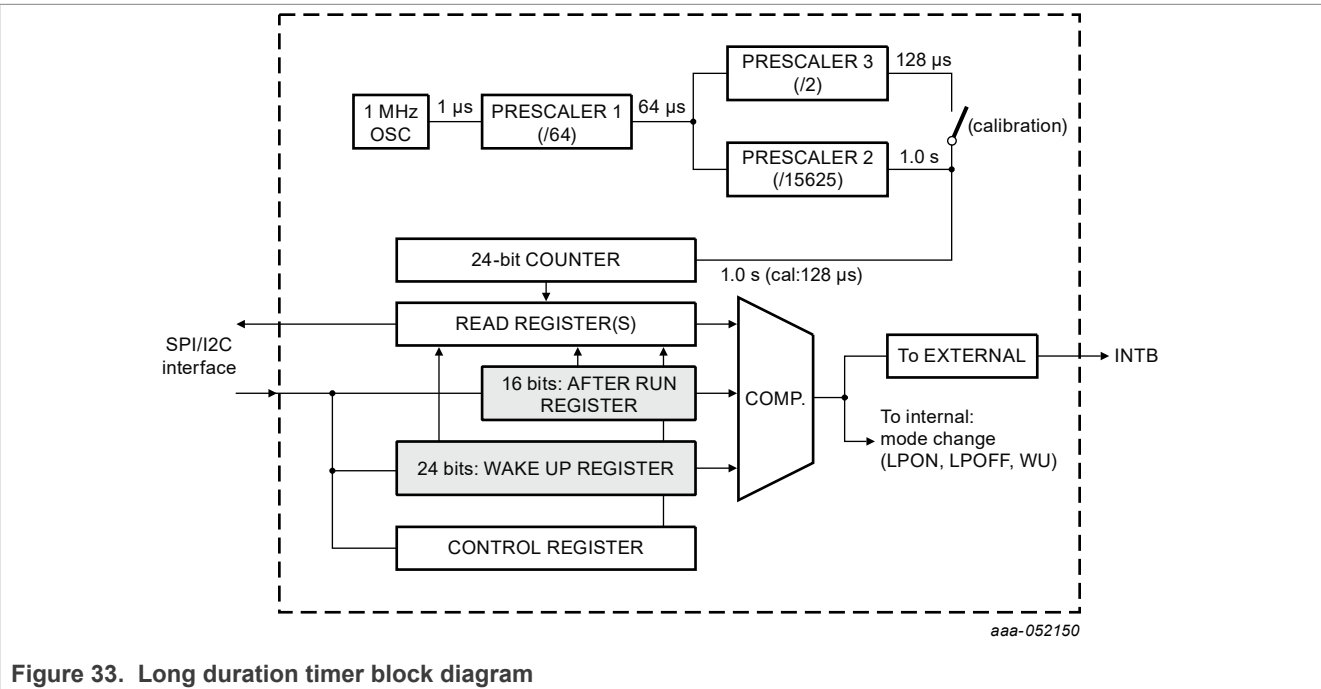 1 MHz
OSC
1 µs
PRESCALER 1
(/64)
64 µs
PRESCALER 3
(/2)
128 µs
(calibration)
PRESCALER 2
(/15625)
1.0 s
24-bit COUNTER
1.0 s (cal:128 µs)
READ REGISTER(S)
SPI/I2C
interface
16 bits: AFTER RUN
REGISTER
24 bits: WAKE UP REGISTER
CONTROL REGISTER
COMP.
To EXTERNAL
INTB
To internal:
mode change
(LPON, LPOFF, WU)
aaa-052150
Figure 33. Long duration timer block diagram